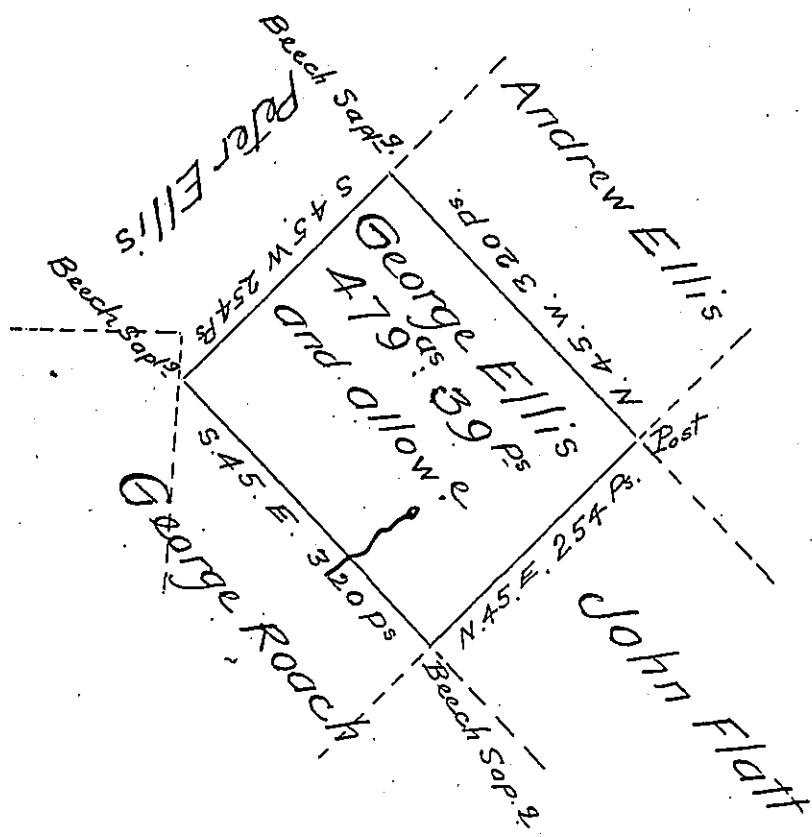 Beech Sapl.g.
Peter Ellis
Andrew Ellis
S 45 W 254 Ps
N. 45. W. 320 ps.
George Ellis
479 as: 39 ps
and allow.e
Beech Sapl.g
Post
S. 45. E. 320 ps
N. 45. E. 254 Ps.
George Roach
Beech Sap. g
John Flatt